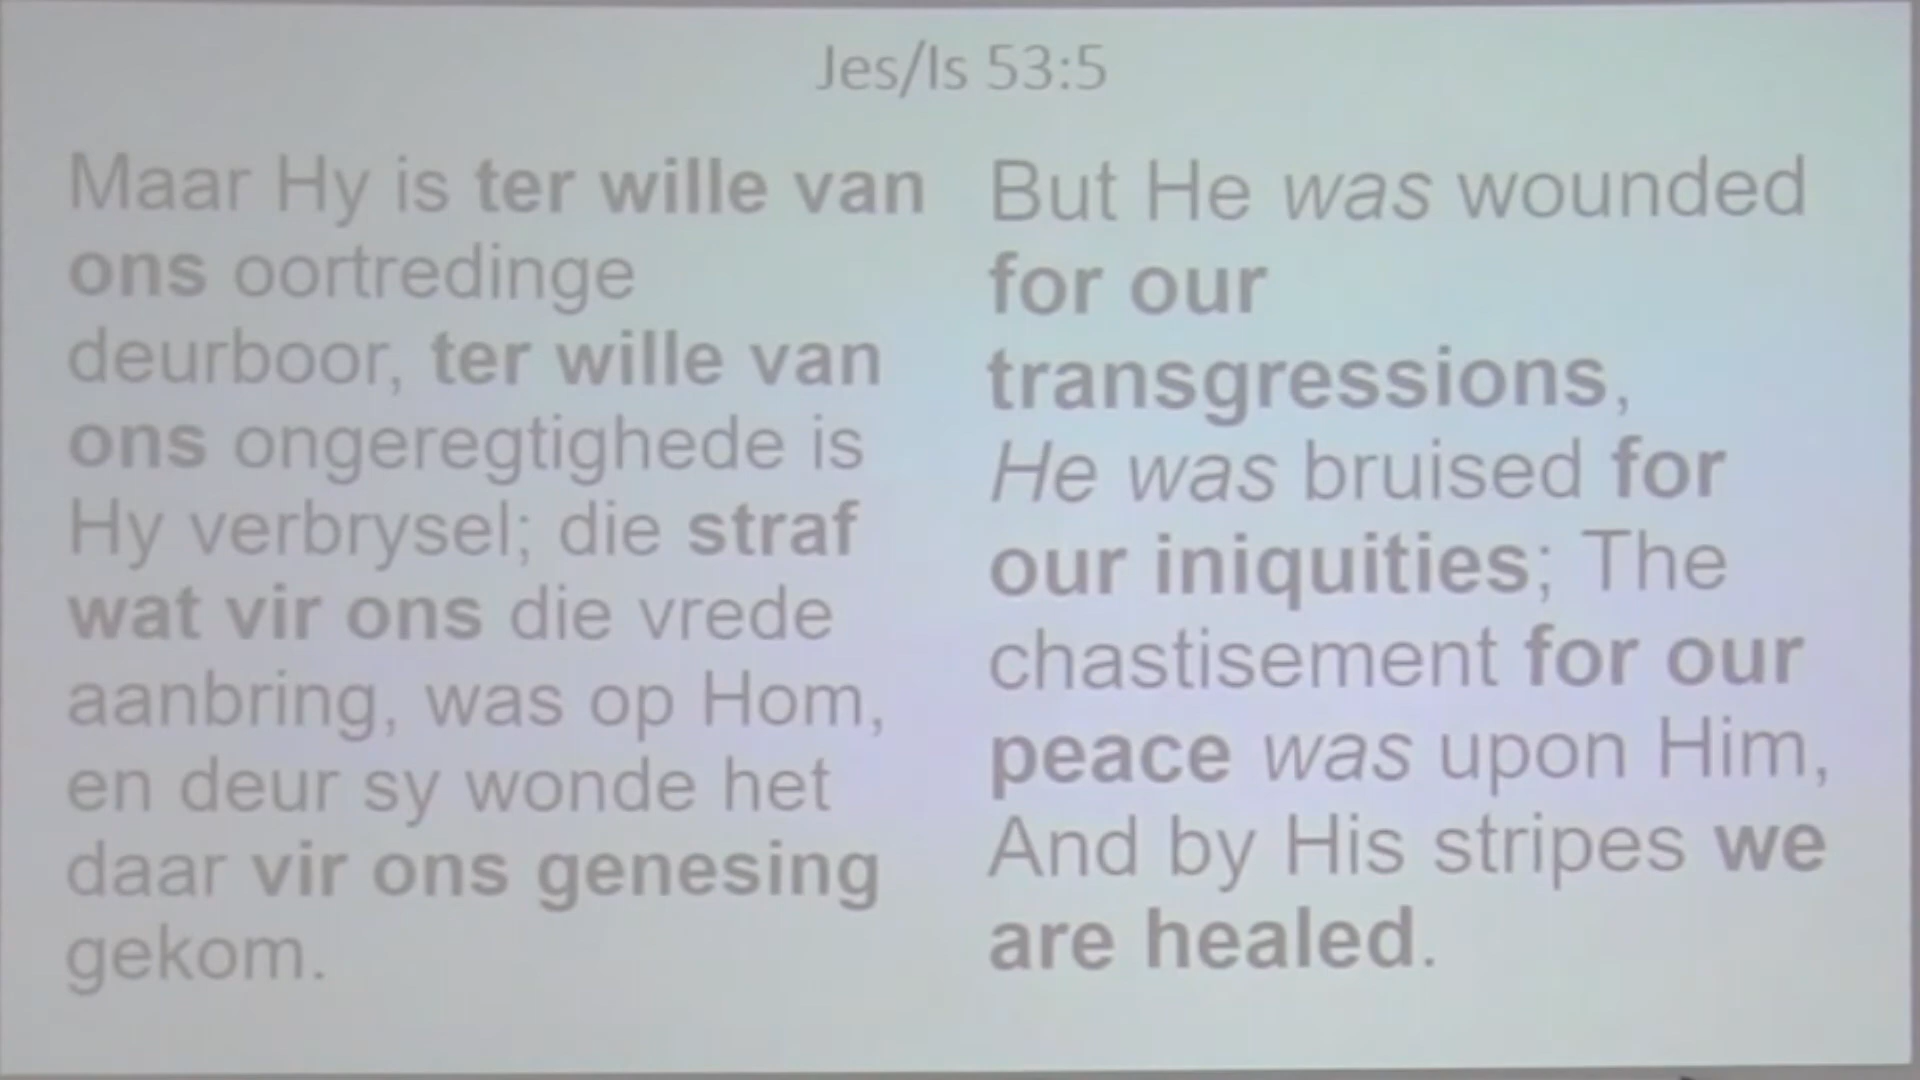 Jes/Is 53:5
Maar Hy is ter wille van
ons oortredinge
deurboor, ter wille van
ons ongeregtighede is
Hy verbrysel; die straf
wat vir ons die vrede
aanbring, was op Hom,
en deur sy wonde het
daar vir ons genesing
gekom.
But He was wounded
for our
transgressions,
He was bruised for
our iniquities; The
chastisement for our
peace was upon Him,
And by His stripes we
are healed.